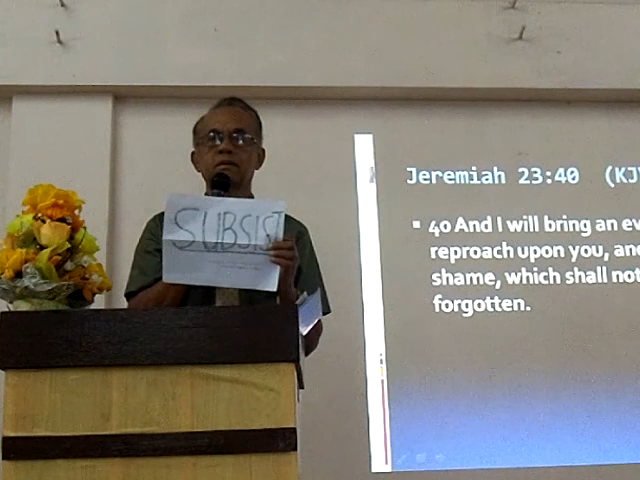 SUBSIST
Jeremiah 23:40 (KJ
40 And I will bring an ev
reproach upon you, and
shame, which shall not
forgotten.